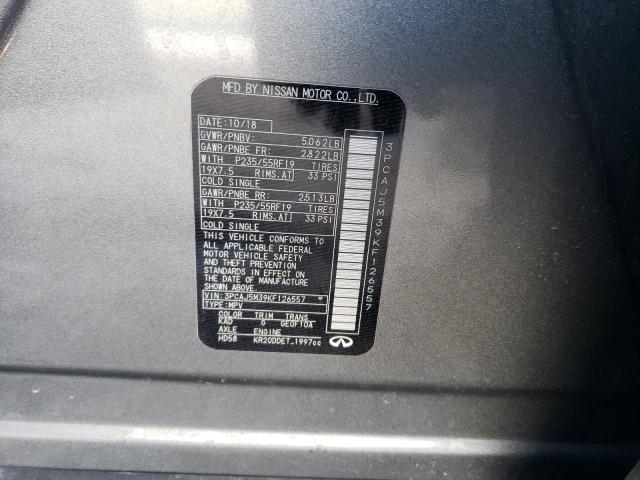 MFD BY NISSAN MOTOR CO.,LTD.
DATE: 10/18
GVWR/PNBV: 5062LB
GAWR/PNBE FR: 2822LB
WITH P235/55RF19 TIRES
19X7.5 RIMS.AT 33 PSI
COLD SINGLE
GAWR/PNBE RR: 2513LB
WITH P235/55RF19 TIRES
19X7.5 RIMS.AT 33 PSI
COLD SINGLE
THIS VEHICLE CONFORMS TO
ALL APPLICABLE FEDERAL
MOTOR VEHICLE SAFETY
AND THEFT PREVENTION
STANDARDS IN EFFECT ON
THE DATE OF MANUFACTURE
SHOWN ABOVE.
VIN: 3PCAJ5M39KF126557 *
TYPE: MPV
COLOR TRIM TRANS
KAD G GE0F10A
AXLE ENGINE
HD58 KR20DDET_1997cc
3PCAJ5M39KF126557